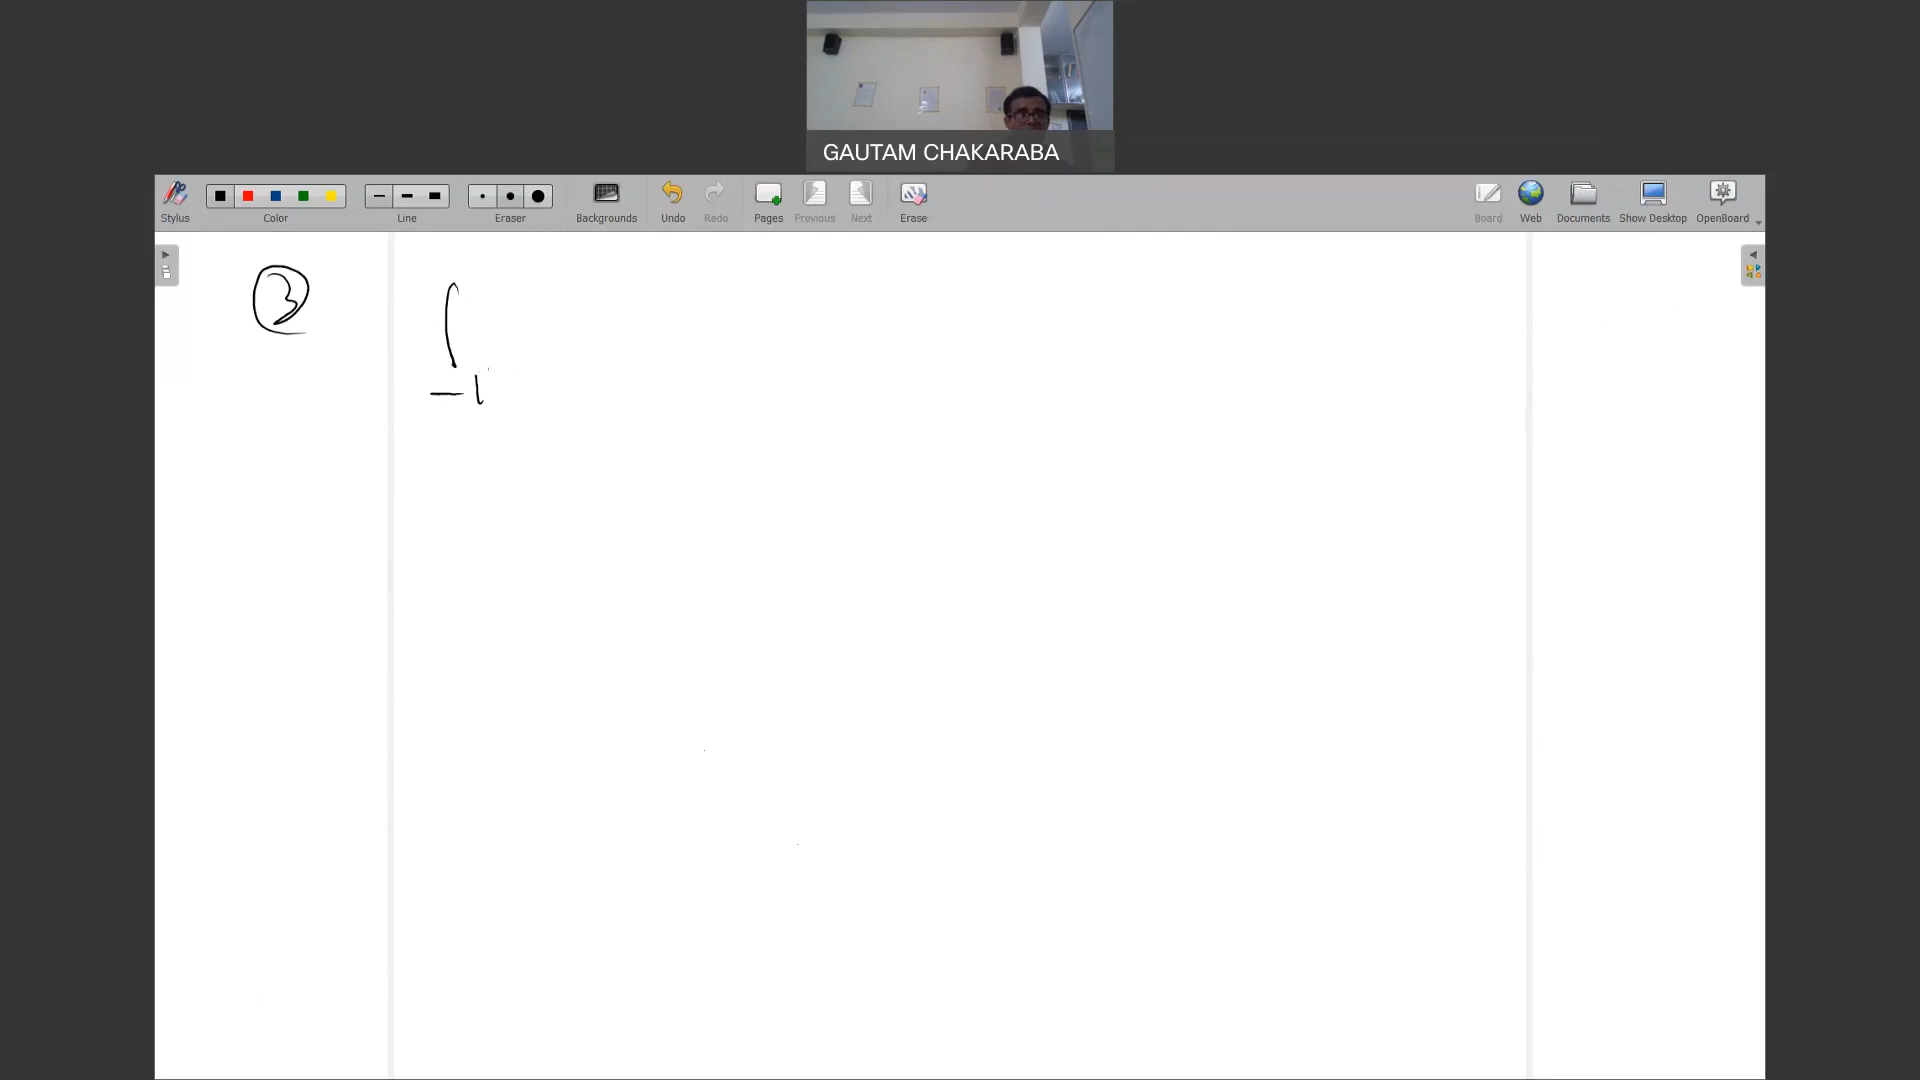 GAUTAM CHAKARABA
Stylus
Color
Line
Eraser
Backgrounds
Undo
Redo
Pages
Previous
Next
Erase
Board
Web
Documents
Show Desktop
OpenBoard
3
∫
-1